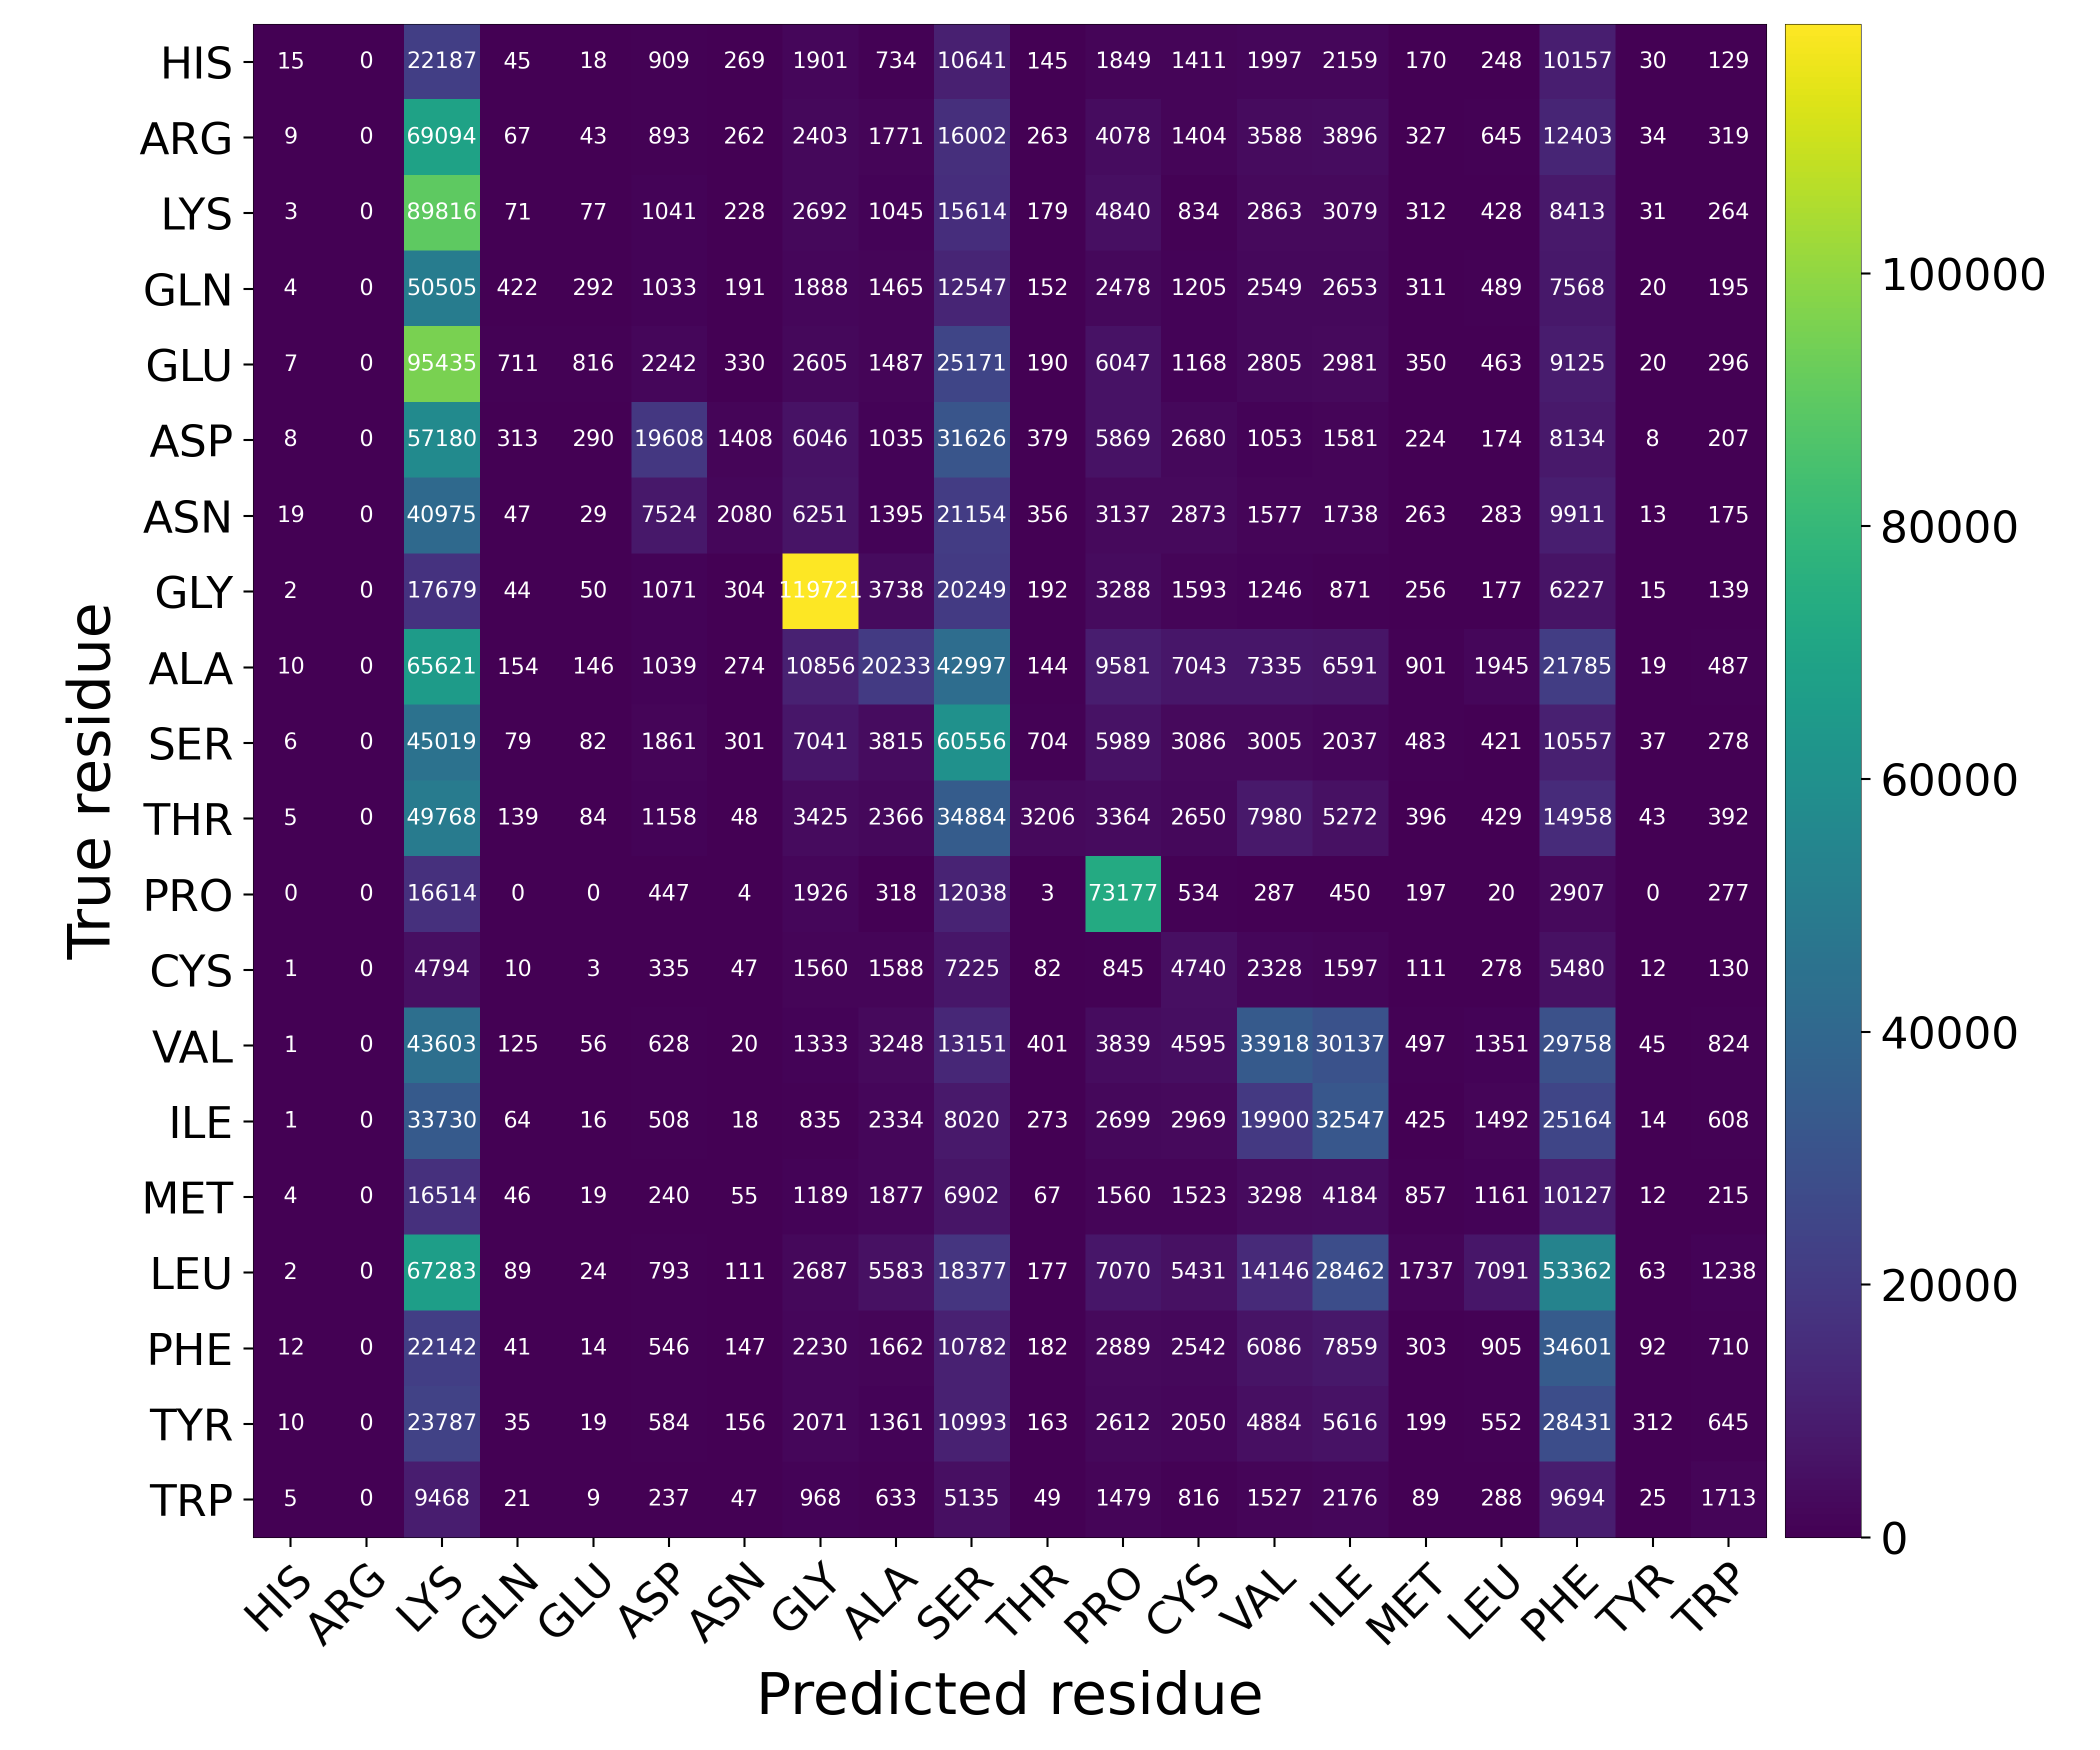 HIS 15 0 22187 45 18 909 269 1901 734 10641 145 1849 1411 1997 2159 170 248 10157 30 129
ARG 9 0 69094 67 43 893 262 2403 1771 16002 263 4078 1404 3588 3896 327 645 12403 34 319
LYS 3 0 89816 71 77 1041 228 2692 1045 15614 179 4840 834 2863 3079 312 428 8413 31 264
GLN 4 0 50505 422 292 1033 191 1888 1465 12547 152 2478 1205 2549 2653 311 489 7568 20 195
GLU 7 0 95435 711 816 2242 330 2605 1487 25171 190 6047 1168 2805 2981 350 463 9125 20 296
ASP 8 0 57180 313 290 19608 1408 6046 1035 31626 379 5869 2680 1053 1581 224 174 8134 8 207
ASN 19 0 40975 47 29 7524 2080 6251 1395 21154 356 3137 2873 1577 1738 263 283 9911 13 175
GLY 2 0 17679 44 50 1071 304 119721 3738 20249 192 3288 1593 1246 871 256 177 6227 15 139
ALA 10 0 65621 154 146 1039 274 10856 20233 42997 144 9581 7043 7335 6591 901 1945 21785 19 487
SER 6 0 45019 79 82 1861 301 7041 3815 60556 704 5989 3086 3005 2037 483 421 10557 37 278
THR 5 0 49768 139 84 1158 48 3425 2366 34884 3206 3364 2650 7980 5272 396 429 14958 43 392
PRO 0 0 16614 0 0 447 4 1926 318 12038 3 73177 534 287 450 197 20 2907 0 277
CYS 1 0 4794 10 3 335 47 1560 1588 7225 82 845 4740 2328 1597 111 278 5480 12 130
VAL 1 0 43603 125 56 628 20 1333 3248 13151 401 3839 4595 33918 30137 497 1351 29758 45 824
ILE 1 0 33730 64 16 508 18 835 2334 8020 273 2699 2969 19900 32547 425 1492 25164 14 608
MET 4 0 16514 46 19 240 55 1189 1877 6902 67 1560 1523 3298 4184 857 1161 10127 12 215
LEU 2 0 67283 89 24 793 111 2687 5583 18377 177 7070 5431 14146 28462 1737 7091 53362 63 1238
PHE 12 0 22142 41 14 546 147 2230 1662 10782 182 2889 2542 6086 7859 303 905 34601 92 710
TYR 10 0 23787 35 19 584 156 2071 1361 10993 163 2612 2050 4884 5616 199 552 28431 312 645
TRP 5 0 9468 21 9 237 47 968 633 5135 49 1479 816 1527 2176 89 288 9694 25 1713
HIS ARG LYS GLN GLU ASP ASN GLY ALA SER THR PRO CYS VAL ILE MET LEU PHE TYR TRP
Predicted residue
True residue
100000
80000
60000
40000
20000
0